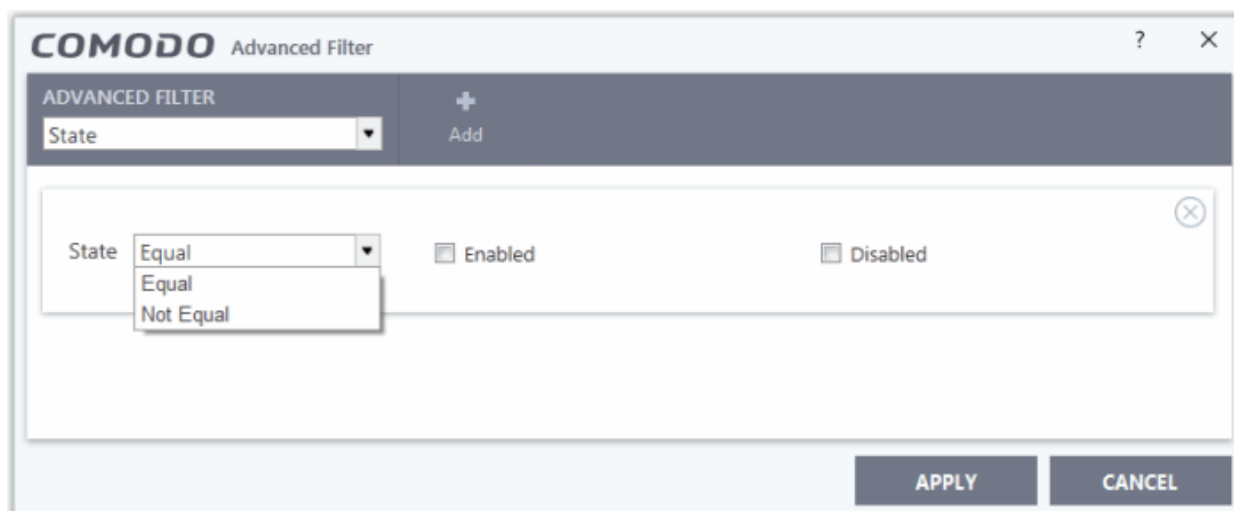 COMODO Advanced Filter ? X
ADVANCED FILTER
State
Add
State Equal Enabled Disabled
Equal
Not Equal
APPLY CANCEL